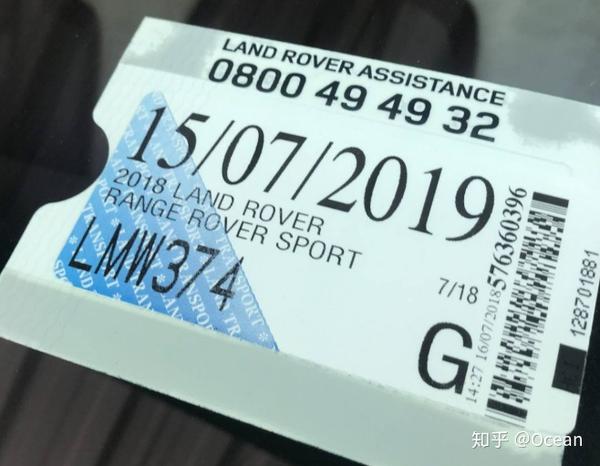 LAND ROVER ASSISTANCE
0800 49 49 32
15/07/2019
2018 LAND ROVER
RANGE ROVER SPORT
LMW374
7/18
G
14:27 16/07/2018
576360396
128701881
知乎 @Ocean